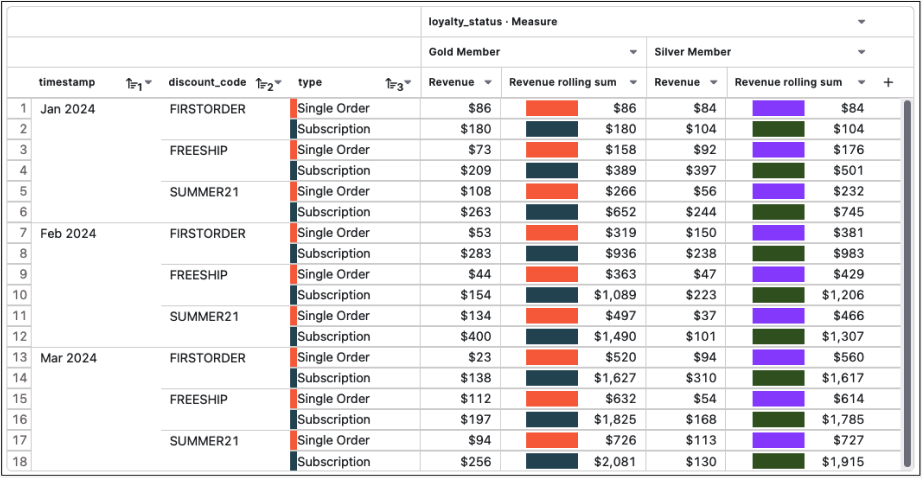 loyalty_status · Measure
Gold Member Silver Member
timestamp 1 discount_code 2 type 3 Revenue Revenue rolling sum Revenue Revenue rolling sum +
1 Jan 2024 FIRSTORDER Single Order $86 $86 $84 $84
2 Subscription $180 $180 $104 $104
3 FREESHIP Single Order $73 $158 $92 $176
4 Subscription $209 $389 $397 $501
5 SUMMER21 Single Order $108 $266 $56 $232
6 Subscription $263 $652 $244 $745
7 Feb 2024 FIRSTORDER Single Order $53 $319 $150 $381
8 Subscription $283 $936 $238 $983
9 FREESHIP Single Order $44 $363 $47 $429
10 Subscription $154 $1,089 $223 $1,206
11 SUMMER21 Single Order $134 $497 $37 $466
12 Subscription $400 $1,490 $101 $1,307
13 Mar 2024 FIRSTORDER Single Order $23 $520 $94 $560
14 Subscription $138 $1,627 $310 $1,617
15 FREESHIP Single Order $112 $632 $54 $614
16 Subscription $197 $1,825 $168 $1,785
17 SUMMER21 Single Order $94 $726 $113 $727
18 Subscription $256 $2,081 $130 $1,915